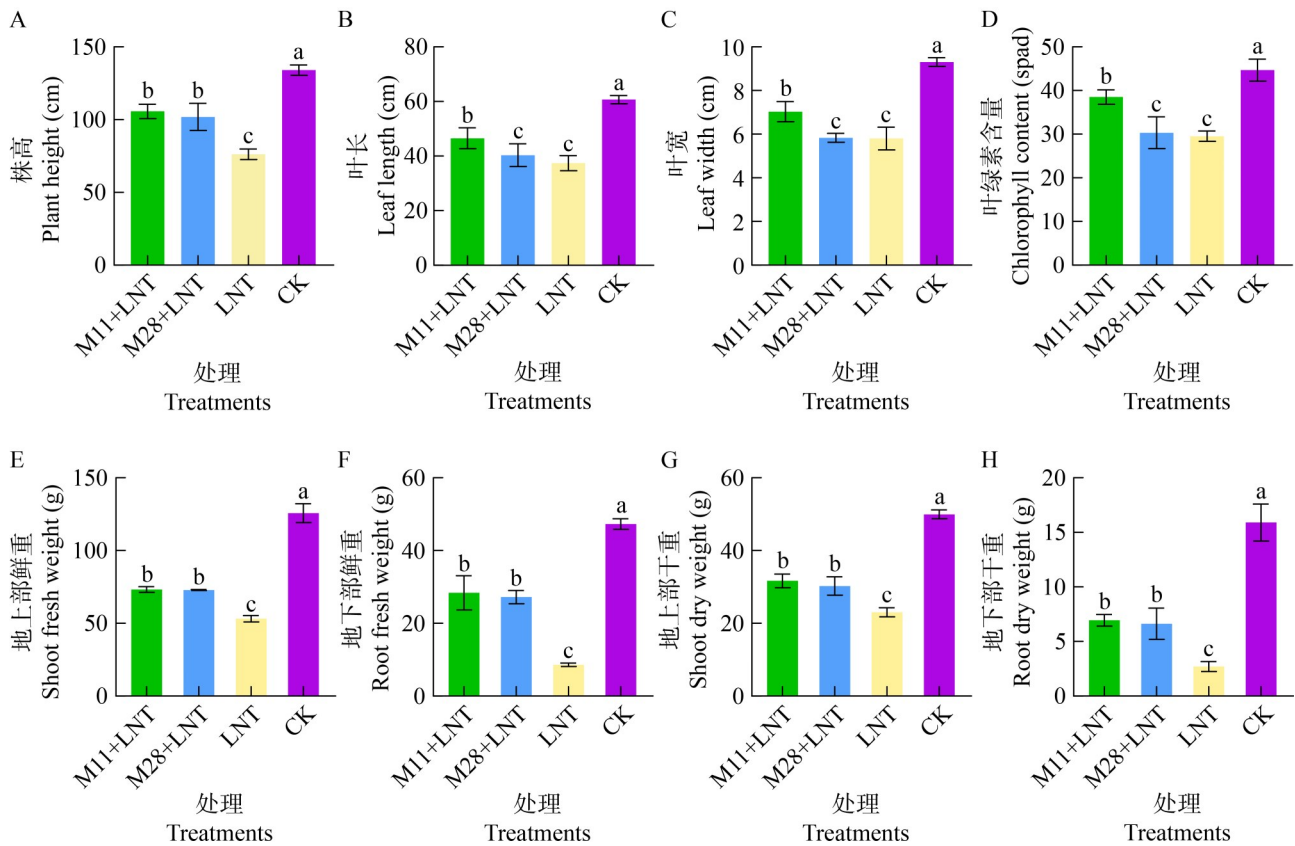 A
株高
Plant height (cm)
150
100
50
0
b
b
c
a
M11+LNT
M28+LNT
LNT
CK
处理
Treatments
B
叶长
Leaf length (cm)
80
60
40
20
0
b
c
c
a
M11+LNT
M28+LNT
LNT
CK
处理
Treatments
C
叶宽
Leaf width (cm)
10
8
6
4
2
0
b
c
c
a
M11+LNT
M28+LNT
LNT
CK
处理
Treatments
D
叶绿素含量
Chlorophyll content (spad)
50
40
30
20
10
0
b
c
c
a
M11+LNT
M28+LNT
LNT
CK
处理
Treatments
E
地上部鲜重
Shoot fresh weight (g)
150
100
50
0
b
b
c
a
M11+LNT
M28+LNT
LNT
CK
处理
Treatments
F
地下部鲜重
Root fresh weight (g)
60
40
20
0
b
b
c
a
M11+LNT
M28+LNT
LNT
CK
处理
Treatments
G
地上部干重
Shoot dry weight (g)
60
40
20
0
b
b
c
a
M11+LNT
M28+LNT
LNT
CK
处理
Treatments
H
地下部干重
Root dry weight (g)
20
15
10
5
0
b
b
c
a
M11+LNT
M28+LNT
LNT
CK
处理
Treatments